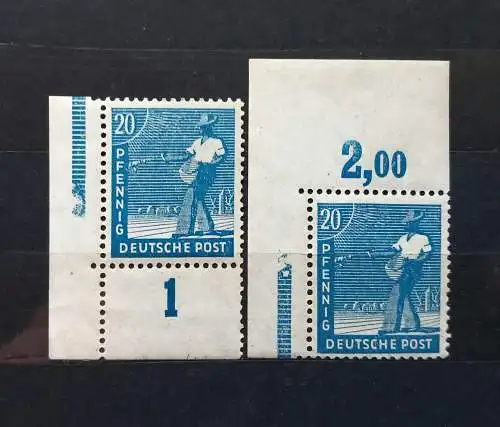 20
PFENNIG
DEUTSCHE POST
1
2,00
20
PFENNIG
DEUTSCHE POST